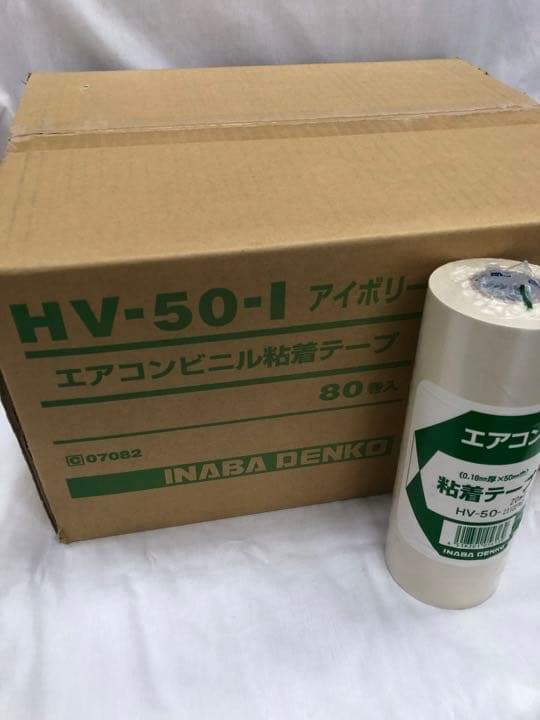 HV-50-I アイボリー
エアコンビニル粘着テープ
80巻入
C 07082
INABA DENKO
エアコン
(0.18mm厚×50mm巾)
粘着テープ
20m
HV-50-
INABA DENKO